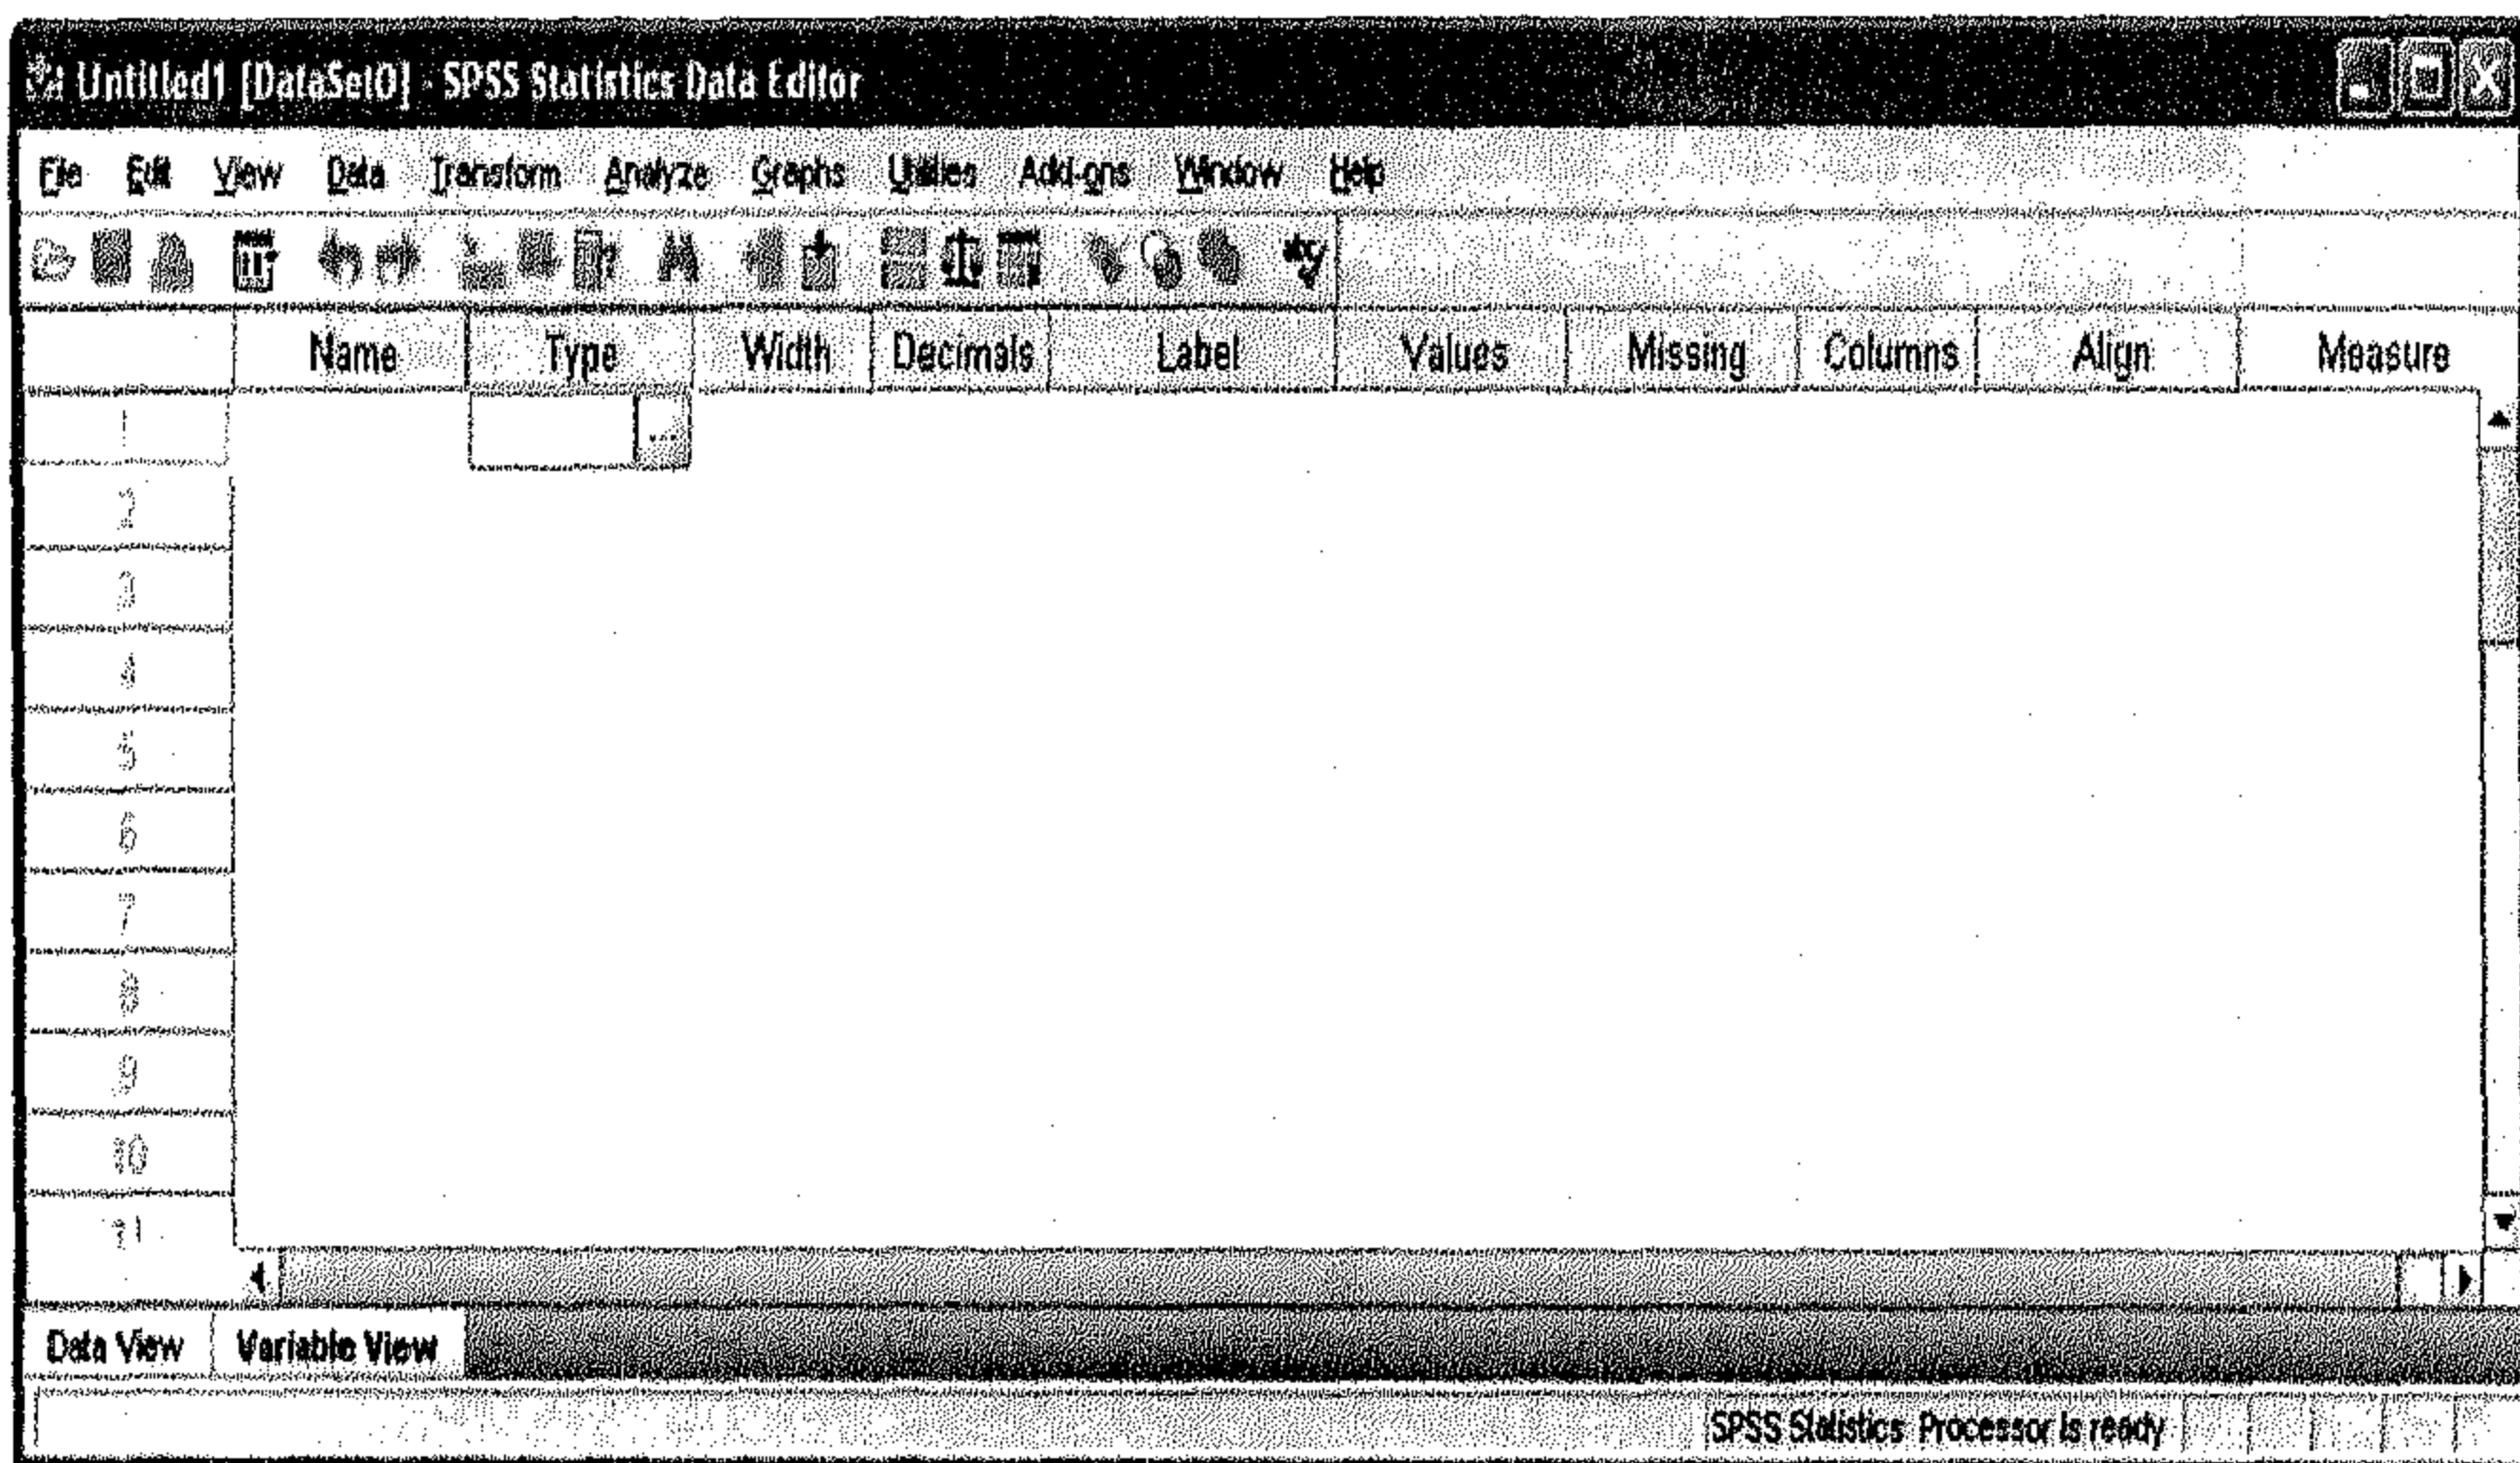 Untitled1 [DataSet0] - SPSS Statistics Data Editor
File Edit View Data Transform Analyze Graphs Utilities Add-ons Window Help
abc
Name Type Width Decimals Label Values Missing Columns Align Measure
1 ...
2
3
4
5
6
7
8
9
10
11
Data View Variable View
SPSS Statistics Processor is ready